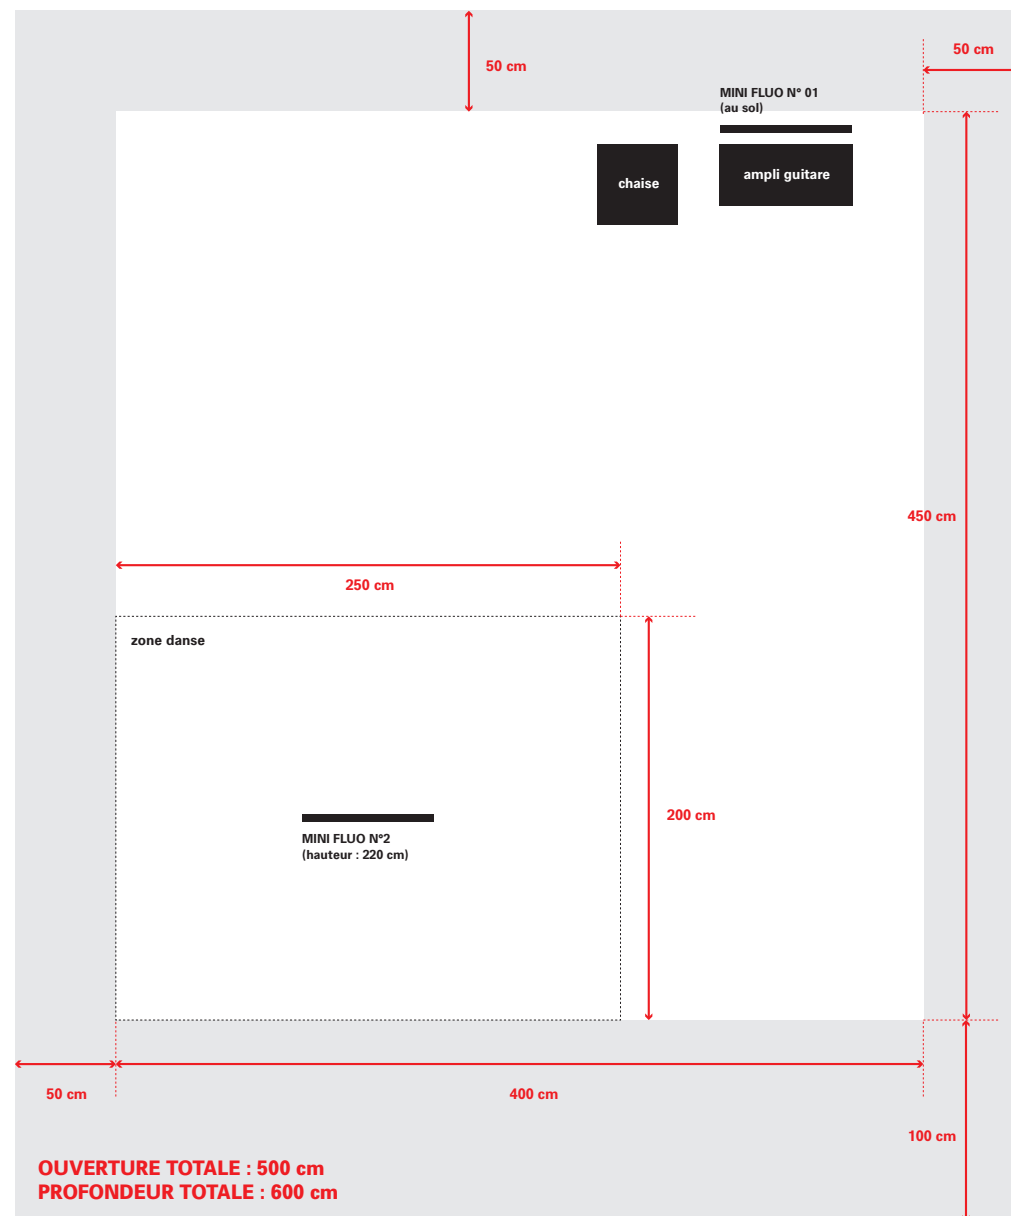 50 cm
50 cm
MINI FLUO N° 01
(au sol)
chaise
ampli guitare
450 cm
250 cm
zone danse
200 cm
MINI FLUO N°2
(hauteur : 220 cm)
50 cm
400 cm
100 cm
OUVERTURE TOTALE : 500 cm
PROFONDEUR TOTALE : 600 cm